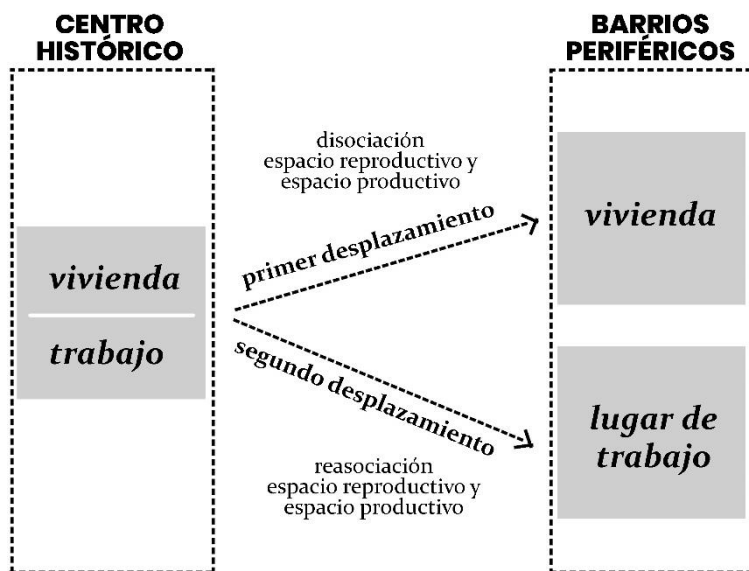 CENTRO
HISTÓRICO
BARRIOS
PERIFÉRICOS
disociación
espacio reproductivo y
espacio productivo
primer desplazamiento
vivienda
trabajo
vivienda
segundo desplazamiento
lugar de
trabajo
reasociación
espacio reproductivo y
espacio productivo